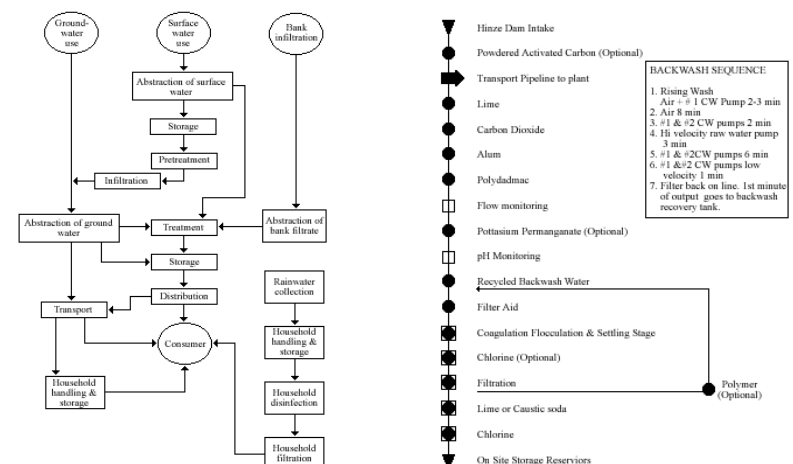 Ground-
water
use
Surface
water
use
Bank
infiltration
Abstraction of surface
water
Storage
Pretreatment
Infiltration
Abstraction of ground
water
Treatment
Abstraction of
bank filtrate
Storage
Rainwater
collection
Distribution
Transport
Consumer
Household
handling &
storage
Household
handling &
storage
Household
disinfection
Household
filtration
Hinze Dam Intake
Powdered Activated Carbon (Optional)
Transport Pipeline to plant
Lime
Carbon Dioxide
Alum
Polydadmac
Flow monitoring
Pottasium Permanganate (Optional)
pH Monitoring
Recycled Backwash Water
Filter Aid
Coagulation Flocculation & Settling Stage
Chlorine (Optional)
Filtration
Lime or Caustic soda
Chlorine
On Site Storage Reserviors
Polymer
(Optional)
BACKWASH SEQUENCE
1. Rising Wash
Air + # 1 CW Pump 2-3 min
2. Air 8 min
3. #1 & #2 CW pumps 2 min
4. Hi velocity raw water pump
3 min
5. #1 & #2CW pumps 6 min
6. #1 &#2 CW pumps low
velocity 1 min
7. Filter back on line. 1st minute
of output goes to backwash
recovery tank.